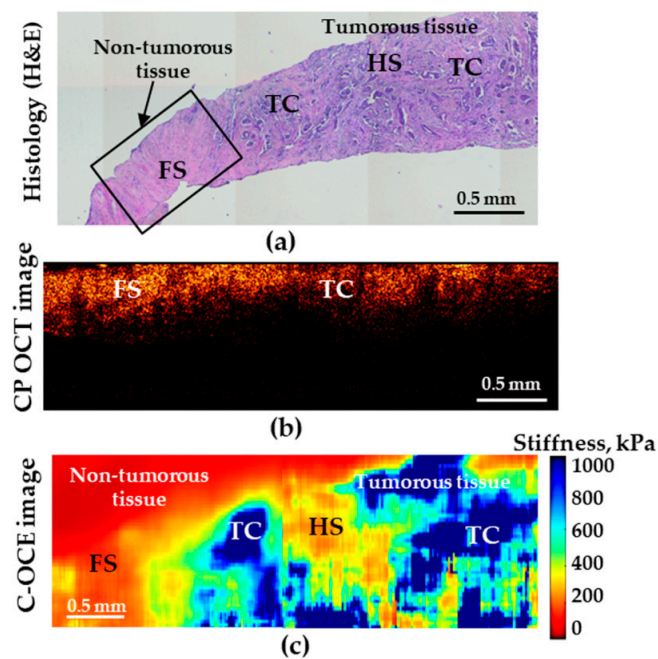 Histology (H&E)
Non-tumorous
tissue
Tumorous tissue
HS
TC
TC
FS
0.5 mm
(a)
CP OCT image
FS
TC
0.5 mm
(b)
C-OCE image
Non-tumorous
tissue
Tumorous tissue
TC
HS
TC
FS
0.5 mm
Stiffness, kPa
1000
800
600
400
200
0
(c)